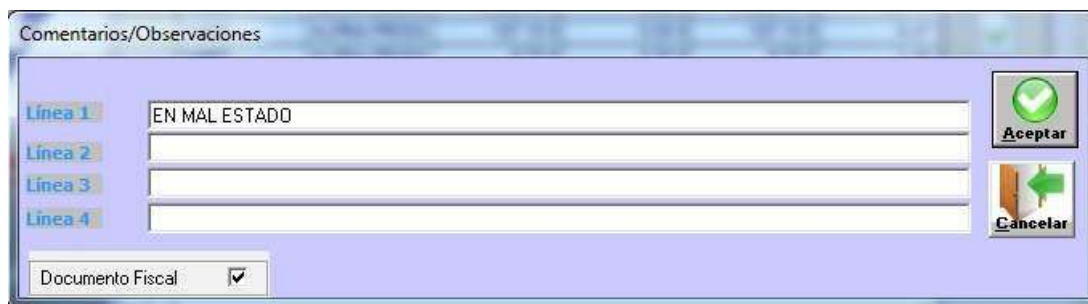 Comentarios/Observaciones
Línea 1
EN MAL ESTADO
Línea 2
Línea 3
Línea 4
Aceptar
Cancelar
Documento Fiscal